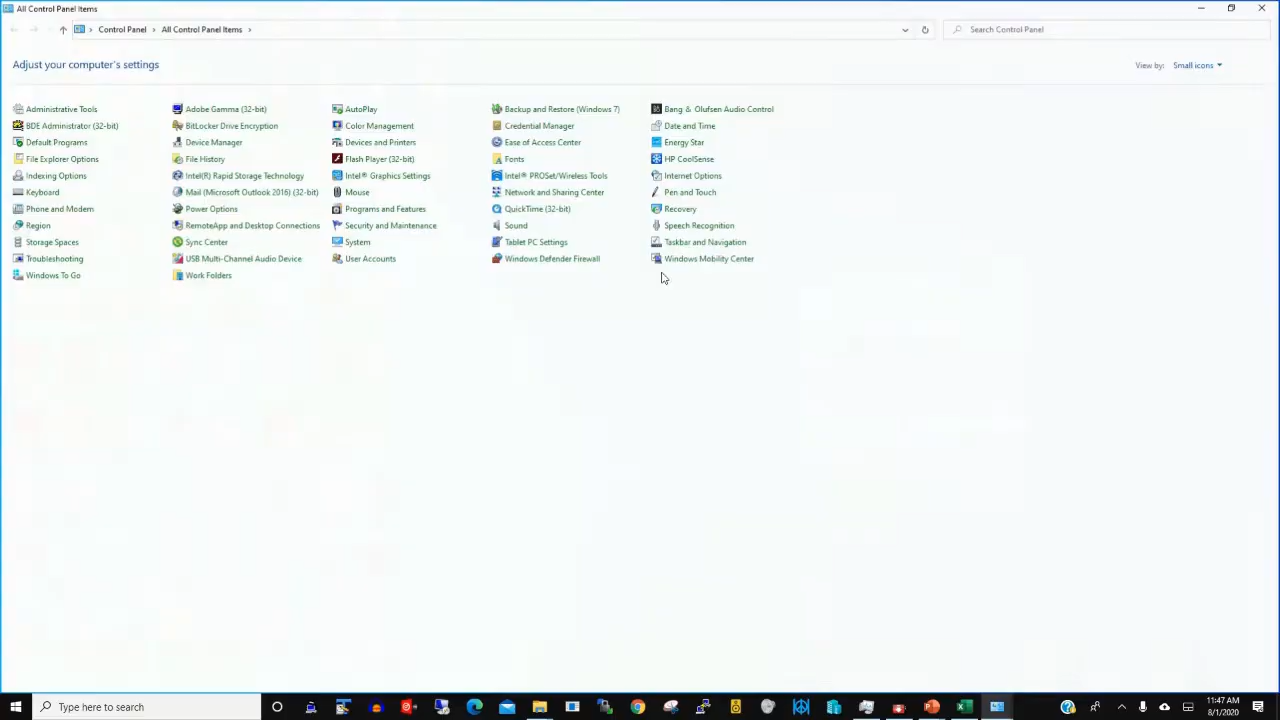 All Control Panel Items
Control Panel > All Control Panel Items >
Search Control Panel
Adjust your computer's settings
View by: Small icons
Administrative Tools
Adobe Gamma (32-bit)
AutoPlay
Backup and Restore (Windows 7)
Bang & Olufsen Audio Control
BDE Administrator (32-bit)
BitLocker Drive Encryption
Color Management
Credential Manager
Date and Time
Default Programs
Device Manager
Devices and Printers
Ease of Access Center
Energy Star
File Explorer Options
File History
Flash Player (32-bit)
Fonts
HP CoolSense
Indexing Options
Intel(R) Rapid Storage Technology
Intel® Graphics Settings
Intel® PROSet/Wireless Tools
Internet Options
Keyboard
Mail (Microsoft Outlook 2016) (32-bit)
Mouse
Network and Sharing Center
Pen and Touch
Phone and Modem
Power Options
Programs and Features
QuickTime (32-bit)
Recovery
Region
RemoteApp and Desktop Connections
Security and Maintenance
Sound
Speech Recognition
Storage Spaces
Sync Center
System
Tablet PC Settings
Taskbar and Navigation
Troubleshooting
USB Multi-Channel Audio Device
User Accounts
Windows Defender Firewall
Windows Mobility Center
Windows To Go
Work Folders
Type here to search
11:47 AM
8/1/2020